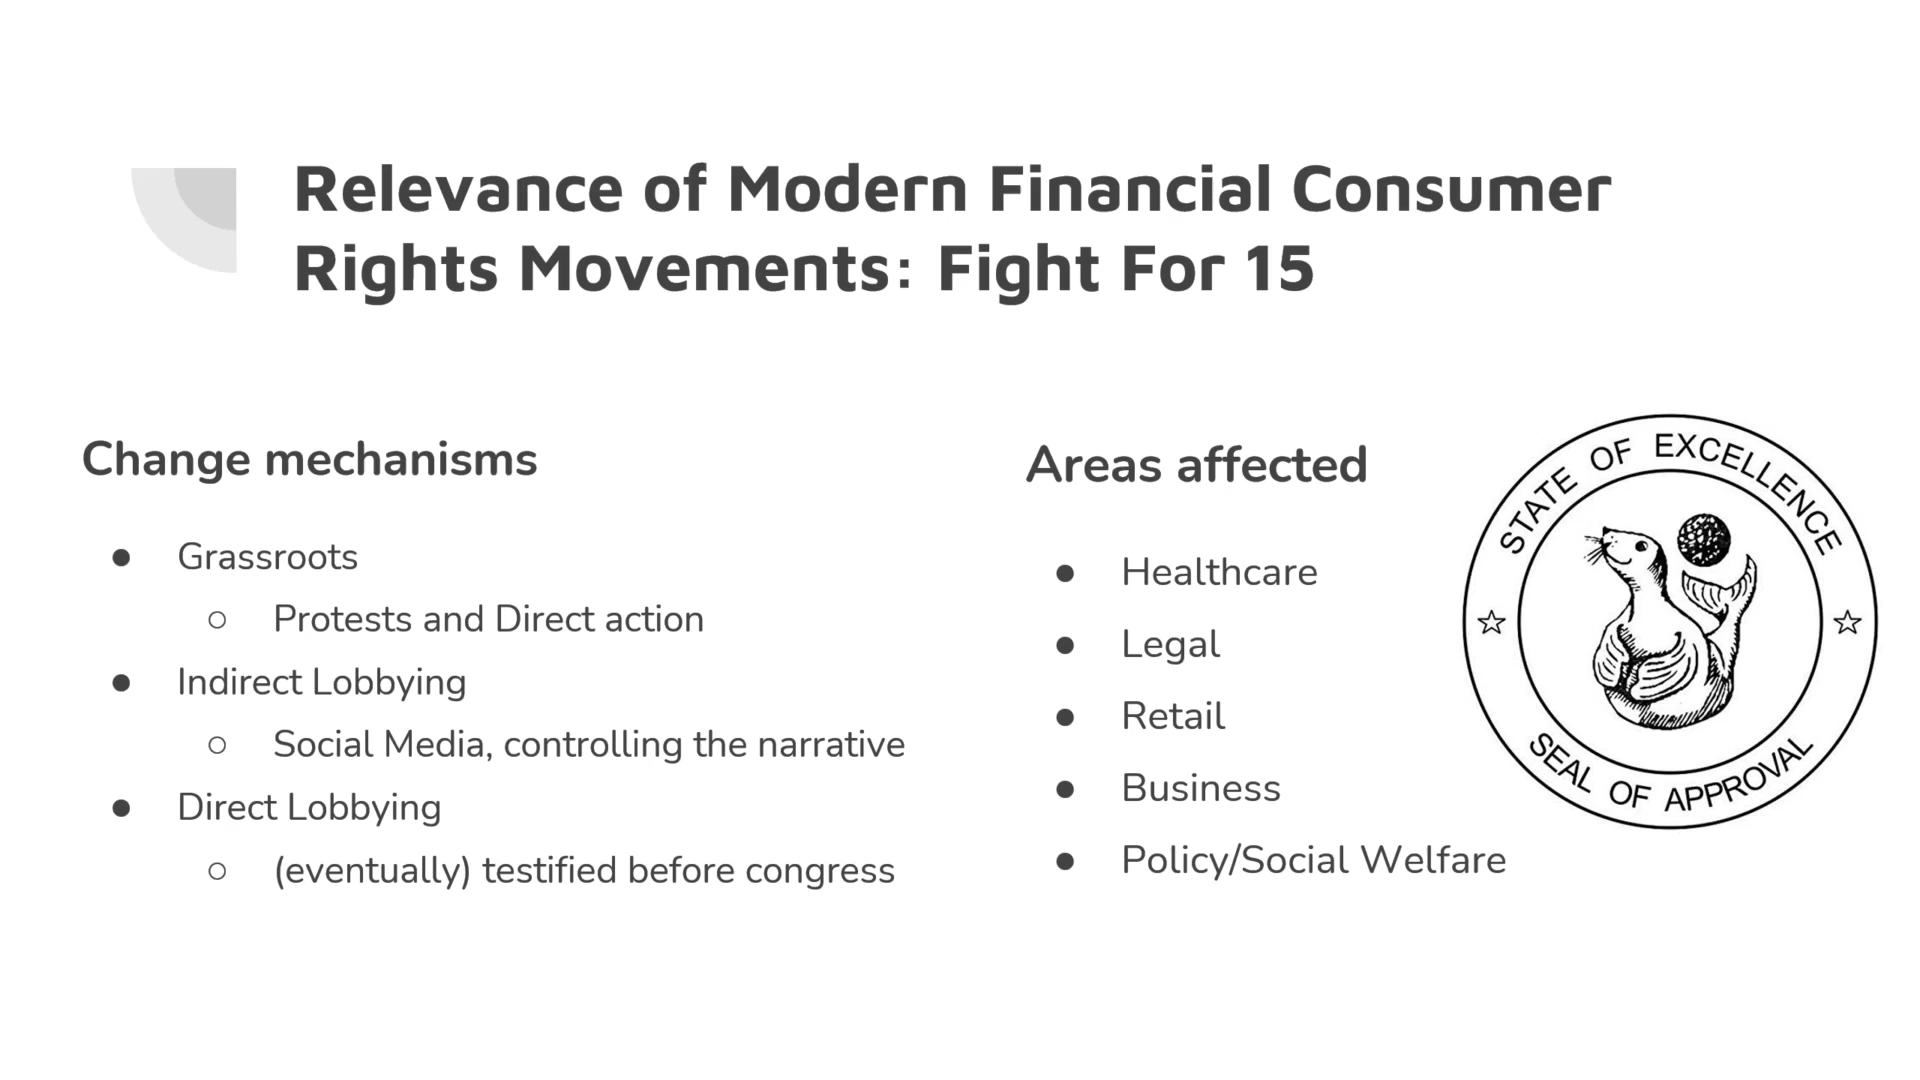 Relevance of Modern Financial Consumer
Rights Movements: Fight For 15
Change mechanisms
● Grassroots
○ Protests and Direct action
● Indirect Lobbying
○ Social Media, controlling the narrative
● Direct Lobbying
○ (eventually) testified before congress
Areas affected
● Healthcare
● Legal
● Retail
● Business
● Policy/Social Welfare
STATE OF EXCELLENCE
SEAL OF APPROVAL